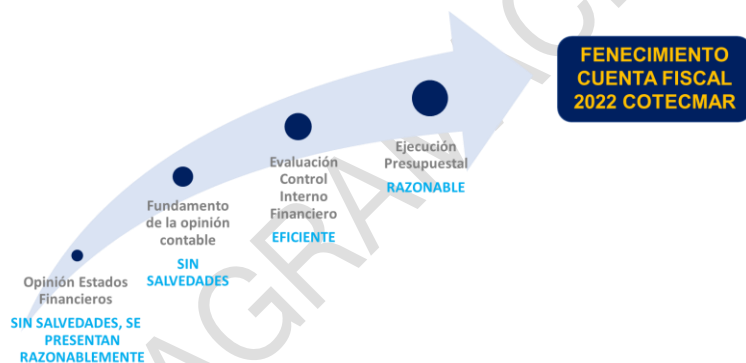 FENECIMIENTO
CUENTA FISCAL
2022 COTECMAR
Ejecución
Presupuestal
RAZONABLE
Evaluación
Control
Interno
Financiero
EFICIENTE
Fundamento
de la opinión
contable
SIN
SALVEDADES
Opinión Estados
Financieros
SIN SALVEDADES, SE
PRESENTAN
RAZONABLEMENTE